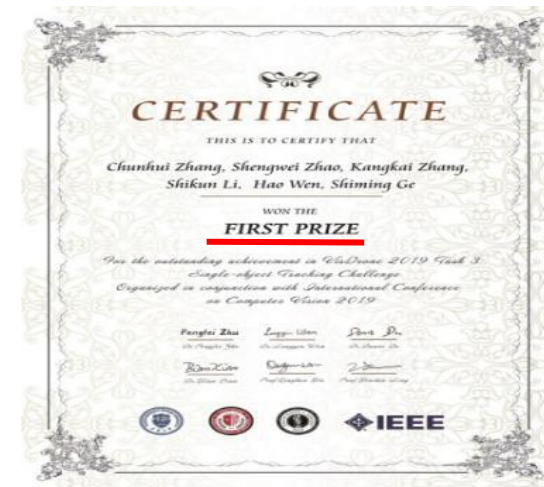 CERTIFICATE
THIS IS TO CERTIFY THAT
Chunhui Zhang, Shengwei Zhao, Kangkai Zhang,
Shikun Li, Hao Wen, Shiming Ge
WON THE
FIRST PRIZE
For the outstanding achievement in VisDrone 2019 Task 3
Single-object Tracking Challenge
Organized in conjunction with International Conference
on Computer Vision 2019
Pengfei Zhu
IEEE